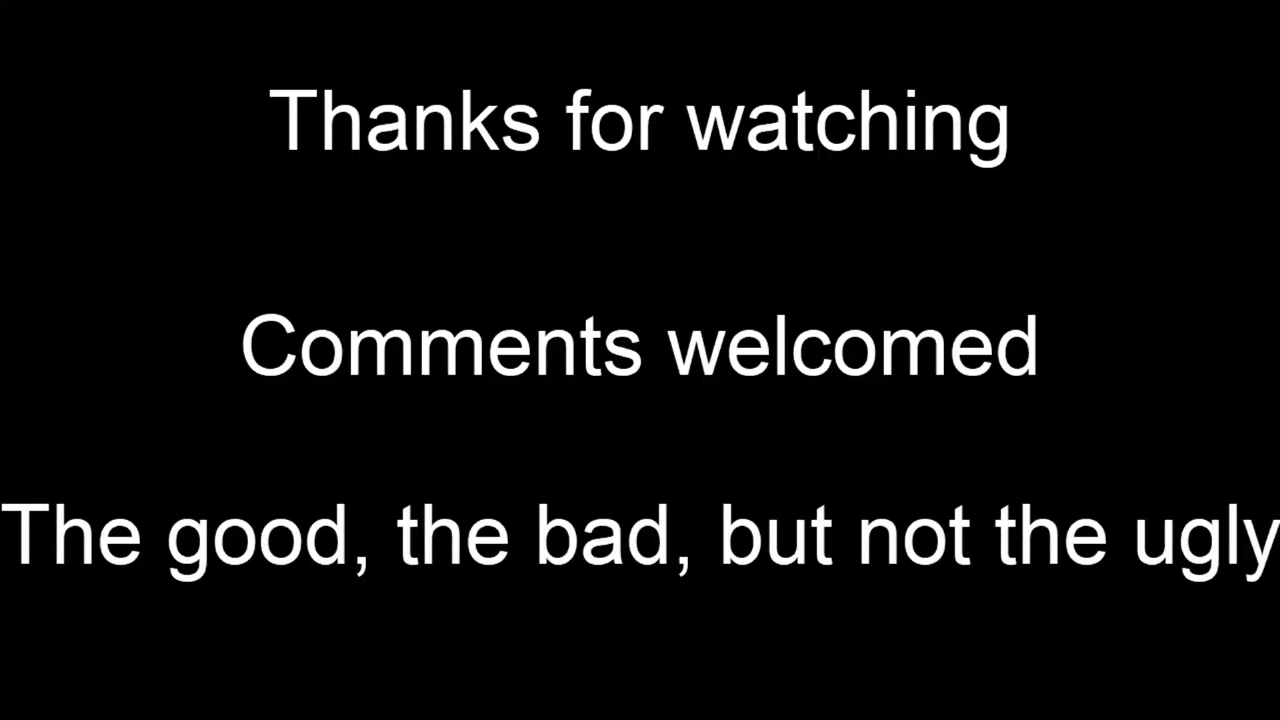 Thanks for watching
Comments welcomed
The good, the bad, but not the ugly